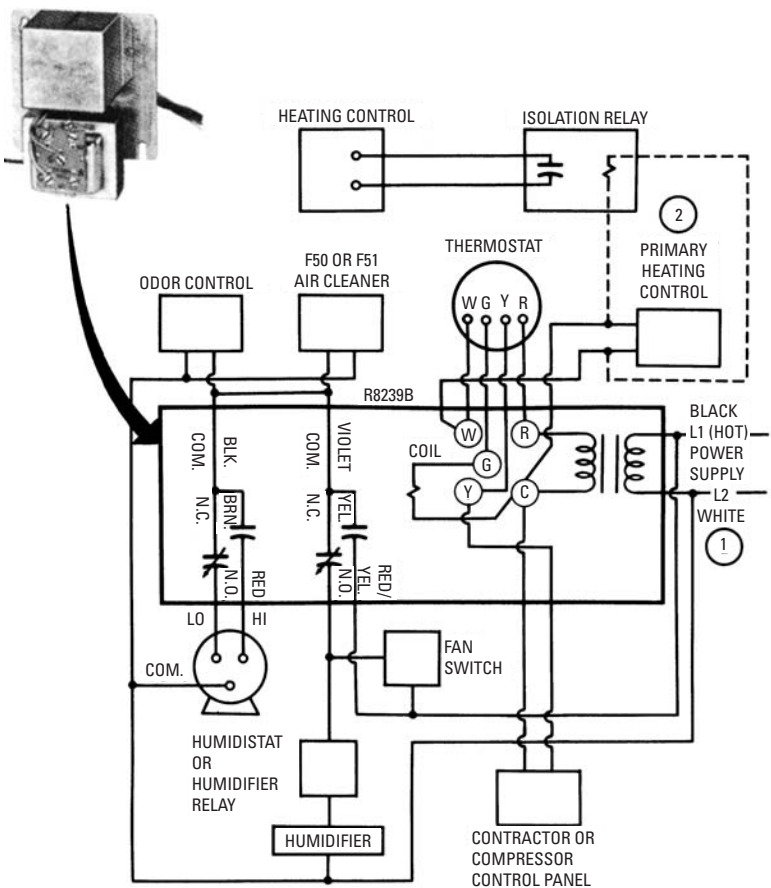 HEATING CONTROL
ISOLATION RELAY
2
PRIMARY
HEATING
CONTROL
THERMOSTAT
W G Y R
ODOR CONTROL
F50 OR F51
AIR CLEANER
R8239B
BLACK
L1 (HOT)
POWER
SUPPLY
L2
WHITE
1
BLK.
COM.
BRN.
N.C.
N.O.
RED
VIOLET
COM.
YEL.
N.C.
N.O.
YEL.
RED/
COIL
W
R
G
Y
C
LO
HI
COM.
FAN
SWITCH
HUMIDISTAT
OR
HUMIDIFIER
RELAY
HUMIDIFIER
CONTRACTOR OR
COMPRESSOR
CONTROL PANEL